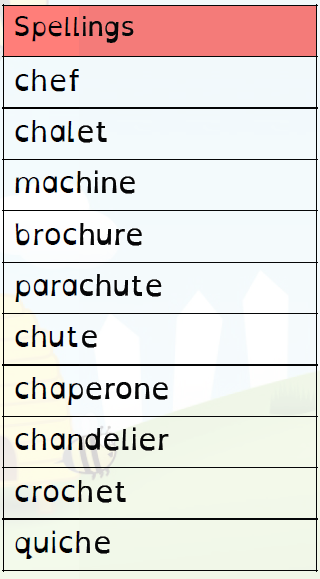 Spellings
chef
chalet
machine
brochure
parachute
chute
chaperone
chandelier
crochet
quiche